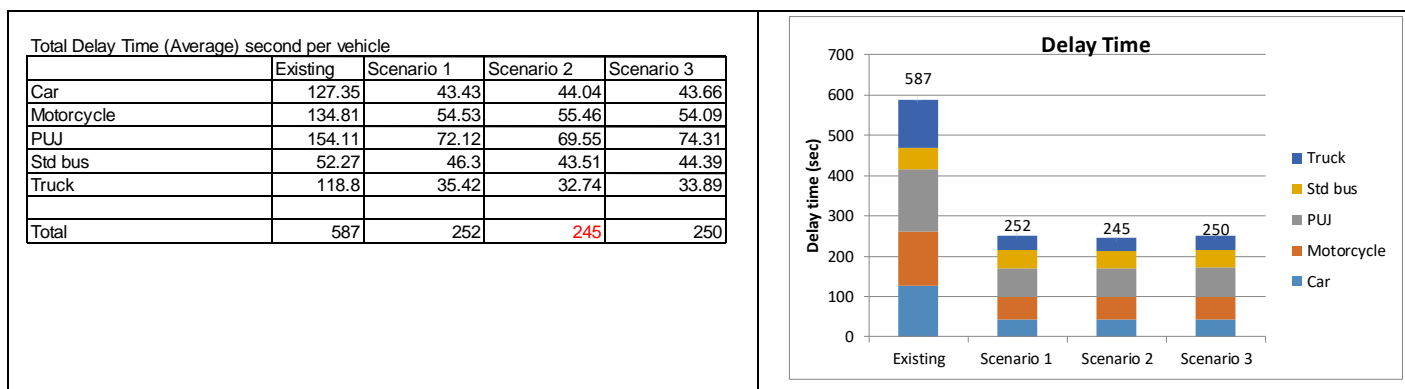 Total Delay Time (Average) second per vehicle
Existing Scenario 1 Scenario 2 Scenario 3
Car 127.35 43.43 44.04 43.66
Motorcycle 134.81 54.53 55.46 54.09
PUJ 154.11 72.12 69.55 74.31
Std bus 52.27 46.3 43.51 44.39
Truck 118.8 35.42 32.74 33.89
Total 587 252 245 250
Delay Time
Delay time (sec)
700
600
500
400
300
200
100
0
587
252
245
250
Existing Scenario 1 Scenario 2 Scenario 3
Truck
Std bus
PUJ
Motorcycle
Car